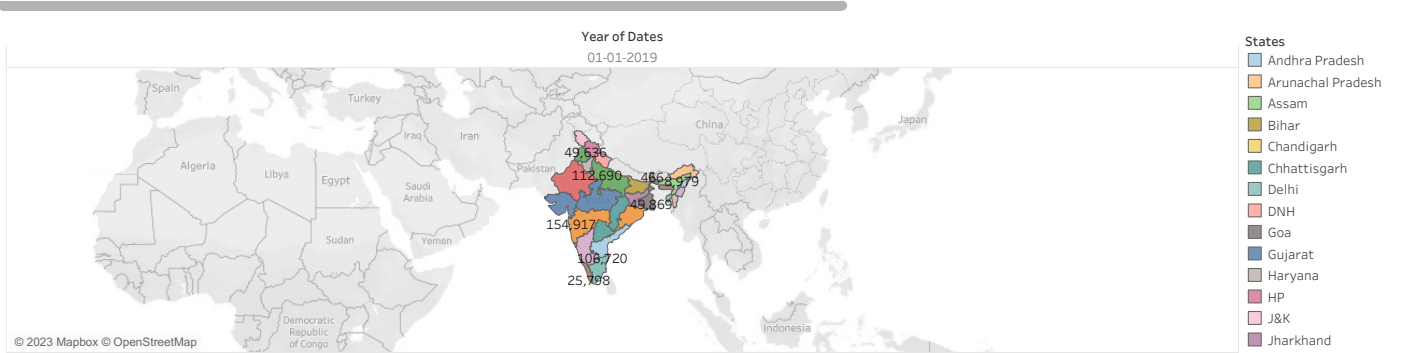 Year of Dates
01-01-2019
States
Andhra Pradesh
Arunachal Pradesh
Assam
Bihar
Chandigarh
Chhattisgarh
Delhi
DNH
Goa
Gujarat
Haryana
HP
J&K
Jharkhand
Spain
Turkey
China
Japan
Iraq
Iran
Algeria
Libya
Egypt
Pakistan
Saudi
Arabia
Sudan
Yemen
Democratic
Republic
of Congo
Indonesia
49,636
112,690
49,869
154,917
106,720
25,798
© 2023 Mapbox © OpenStreetMap